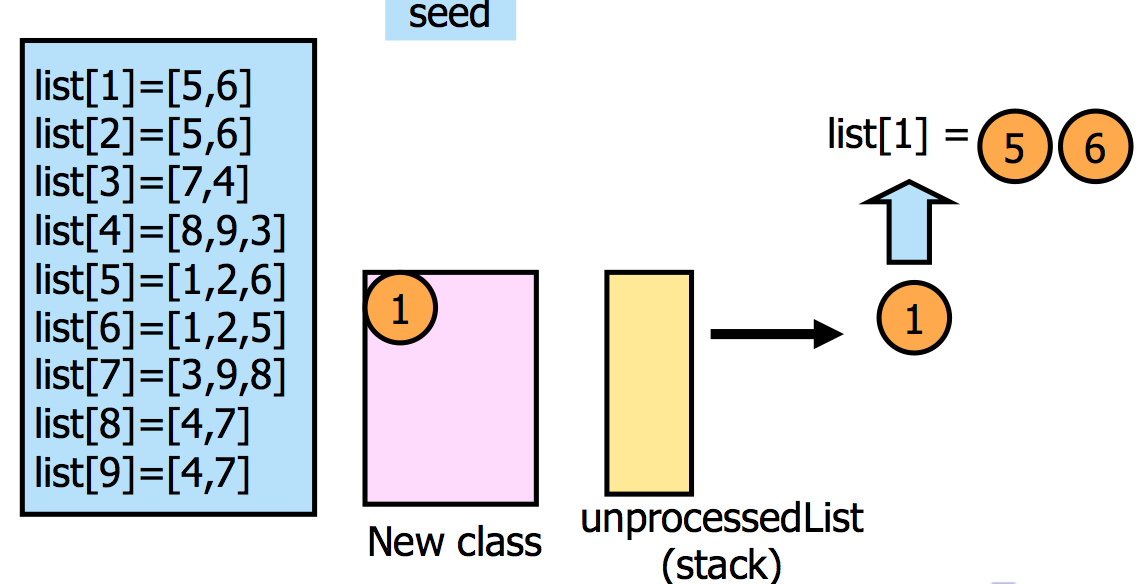 seed
list[1]=[5,6]
list[2]=[5,6]
list[3]=[7,4]
list[4]=[8,9,3]
list[5]=[1,2,6]
list[6]=[1,2,5]
list[7]=[3,9,8]
list[8]=[4,7]
list[9]=[4,7]
1
New class
unprocessedList
(stack)
list[1] = 5 6
1